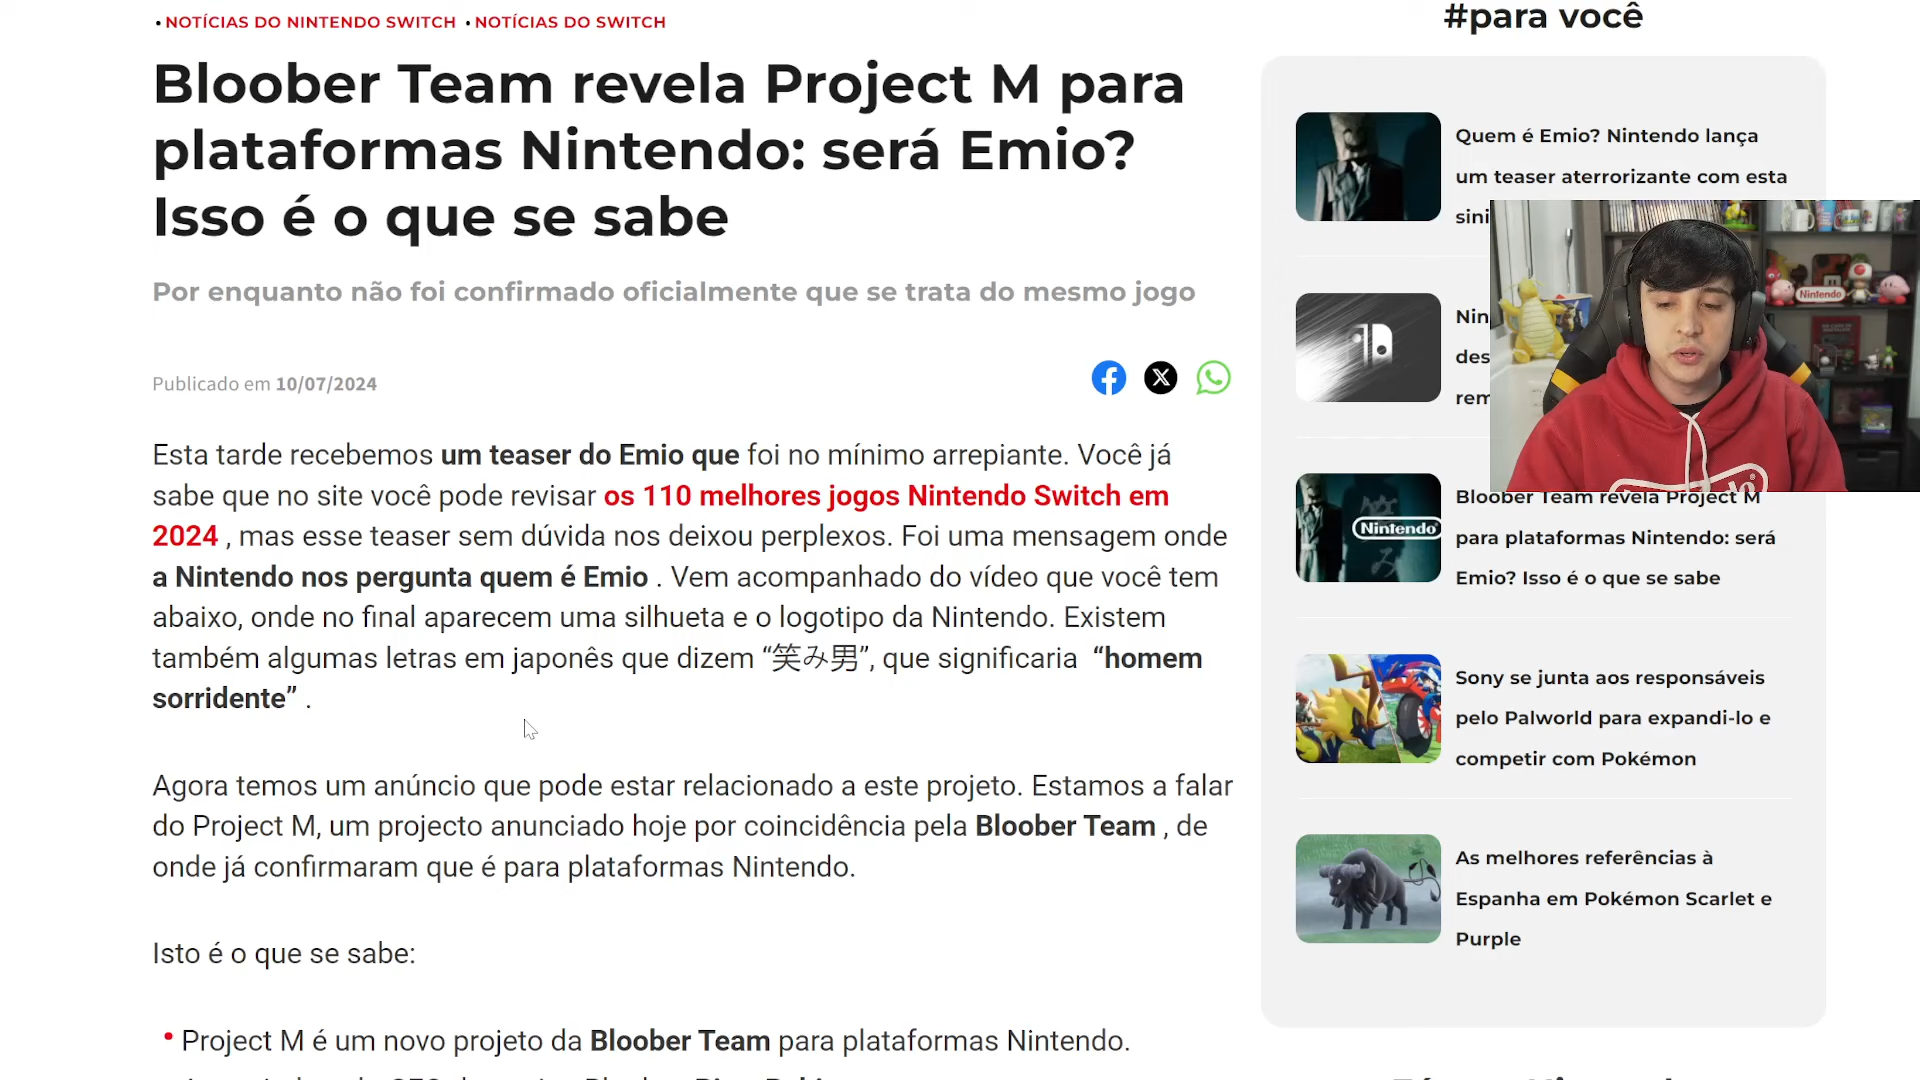 • NOTÍCIAS DO NINTENDO SWITCH • NOTÍCIAS DO SWITCH
Bloober Team revela Project M para
plataformas Nintendo: será Emio?
Isso é o que se sabe
Por enquanto não foi confirmado oficialmente que se trata do mesmo jogo
Publicado em 10/07/2024
Esta tarde recebemos um teaser do Emio que foi no mínimo arrepiante. Você já
sabe que no site você pode revisar os 110 melhores jogos Nintendo Switch em
2024 , mas esse teaser sem dúvida nos deixou perplexos. Foi uma mensagem onde
a Nintendo nos pergunta quem é Emio . Vem acompanhado do vídeo que você tem
abaixo, onde no final aparecem uma silhueta e o logotipo da Nintendo. Existem
também algumas letras em japonês que dizem “笑み男”, que significaria “homem
sorridente” .
Agora temos um anúncio que pode estar relacionado a este projeto. Estamos a falar
do Project M, um projecto anunciado hoje por coincidência pela Bloober Team , de
onde já confirmaram que é para plataformas Nintendo.
Isto é o que se sabe:
• Project M é um novo projeto da Bloober Team para plataformas Nintendo.
#para você
Quem é Emio? Nintendo lança
um teaser aterrorizante com esta
sini
Nin
des
rem
Nintendo
Nintendo
Bloober Team revela Project M
para plataformas Nintendo: será
Emio? Isso é o que se sabe
Sony se junta aos responsáveis
pelo Palworld para expandi-lo e
competir com Pokémon
As melhores referências à
Espanha em Pokémon Scarlet e
Purple